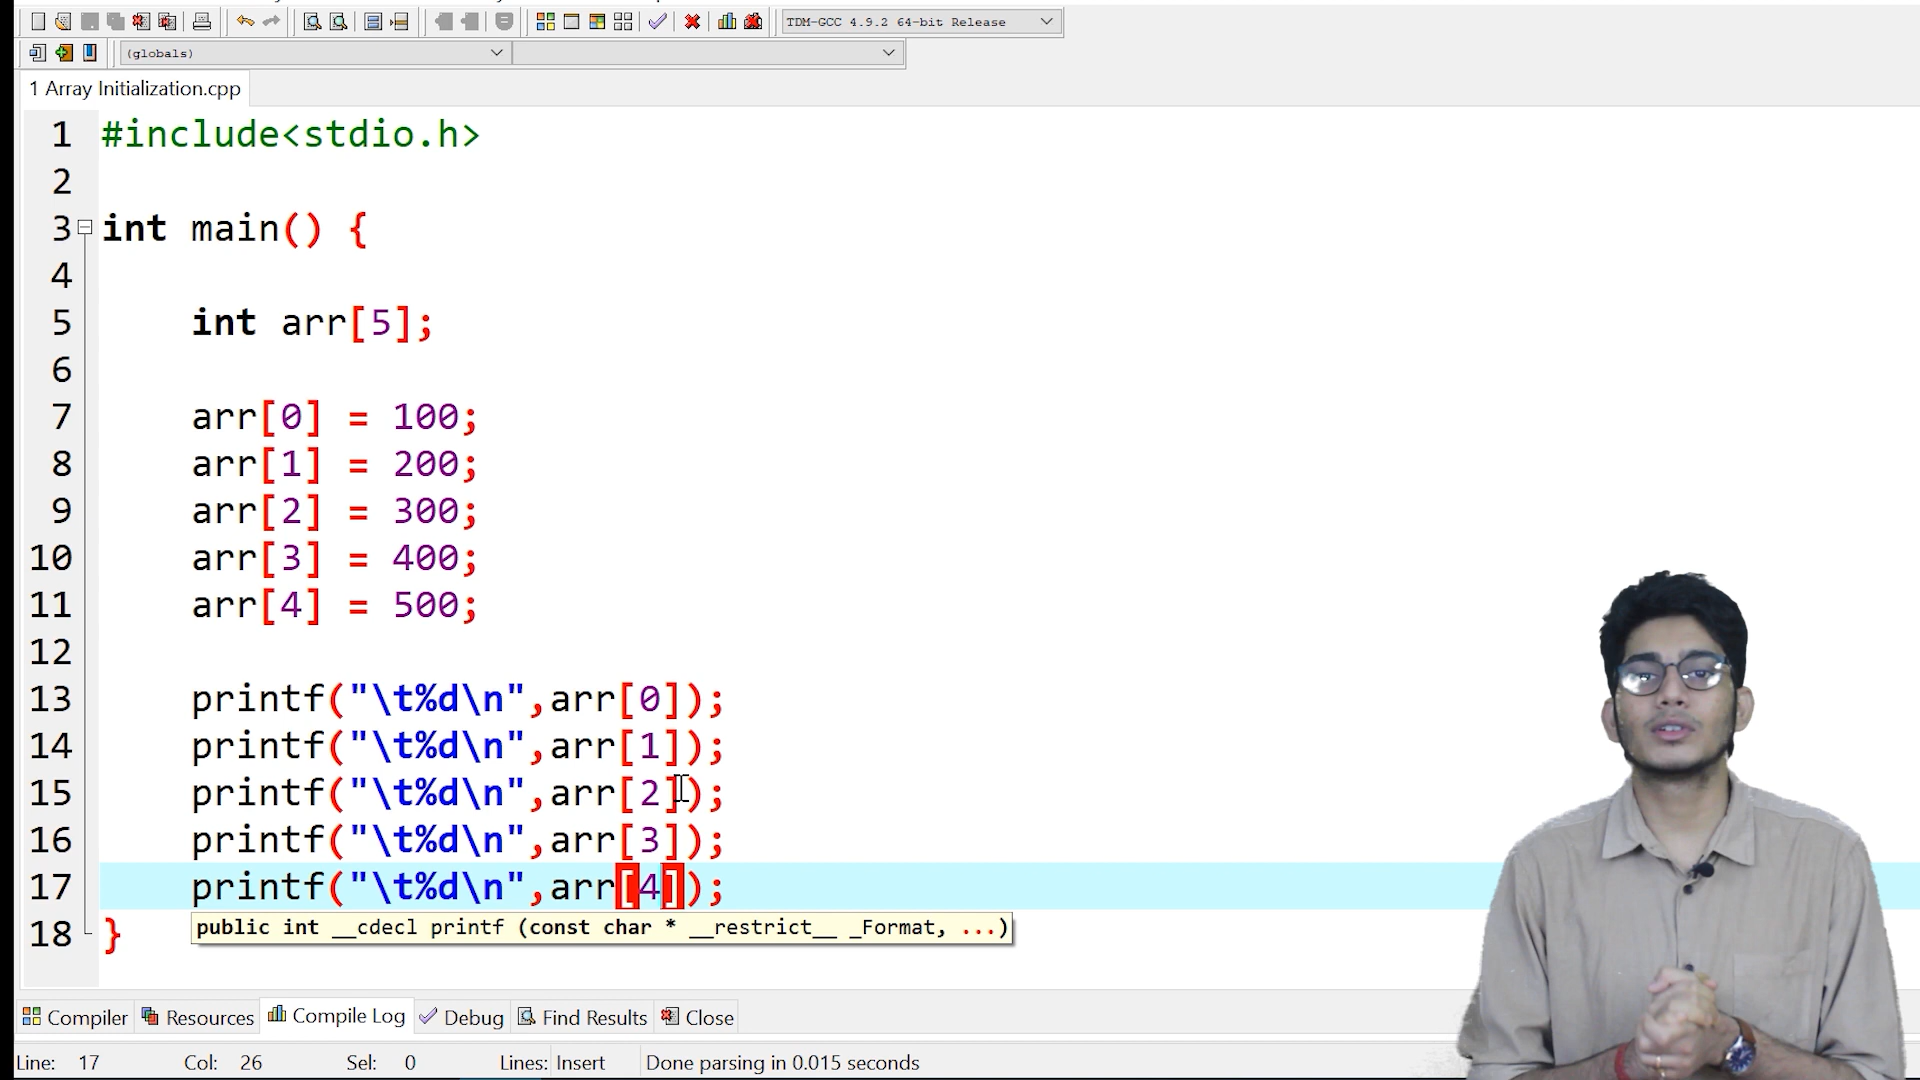 TDM-GCC 4.9.2 64-bit Release
(globals)
1 Array Initialization.cpp
1 #include<stdio.h>
2
3 int main() {
4
5 int arr[5];
6
7 arr[0] = 100;
8 arr[1] = 200;
9 arr[2] = 300;
10 arr[3] = 400;
11 arr[4] = 500;
12
13 printf("\t%d\n",arr[0]);
14 printf("\t%d\n",arr[1]);
15 printf("\t%d\n",arr[2]);
16 printf("\t%d\n",arr[3]);
17 printf("\t%d\n",arr[4]);
public int __cdecl printf (const char * __restrict__ _Format, ...)
18 }
Compiler Resources Compile Log Debug Find Results Close
Line: 17 Col: 26 Sel: 0 Lines: Insert Done parsing in 0.015 seconds